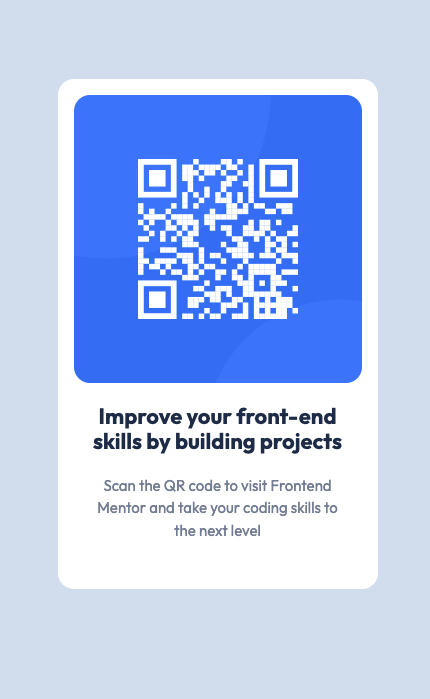 Improve your front-end
skills by building projects
Scan the QR code to visit Frontend
Mentor and take your coding skills to
the next level